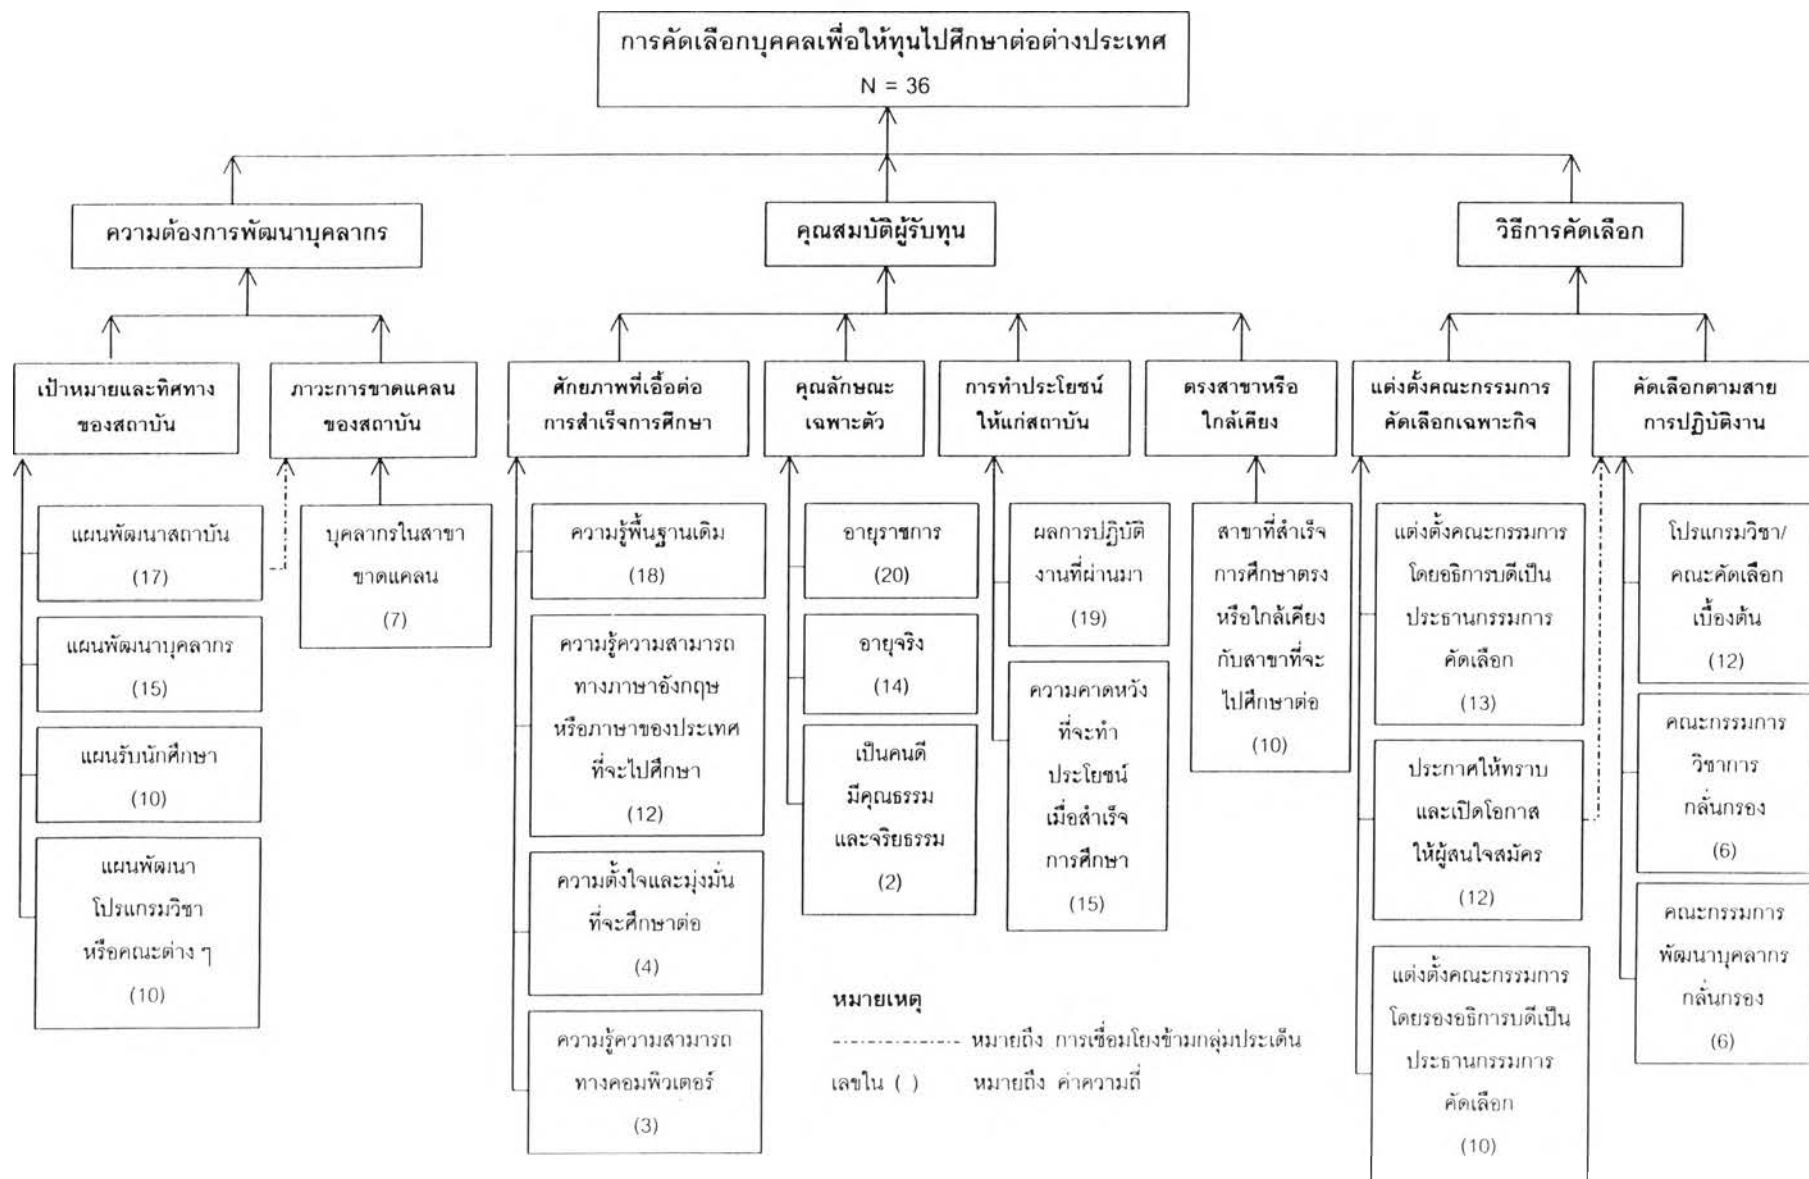 การคัดเลือกบุคคลเพื่อให้ทุนไปศึกษาต่อต่างประเทศ
N = 36
ความต้องการพัฒนาบุคลากร
คุณสมบัติผู้รับทุน
วิธีการคัดเลือก
เป้าหมายและทิศทาง
ของสถาบัน
ภาวะการขาดแคลน
ของสถาบัน
ศักยภาพที่เอื้อต่อ
การสำเร็จการศึกษา
คุณลักษณะ
เฉพาะตัว
การทำประโยชน์
ให้แก่สถาบัน
ตรงสาขาหรือ
ใกล้เคียง
แต่งตั้งคณะกรรมการ
คัดเลือกเฉพาะกิจ
คัดเลือกตามสาย
การปฏิบัติงาน
แผนพัฒนาสถาบัน
(17)
แผนพัฒนาบุคลากร
(15)
แผนรับนักศึกษา
(10)
แผนพัฒนา
โปรแกรมวิชา
หรือคณะต่าง ๆ
(10)
บุคลากรในสาขา
ขาดแคลน
(7)
ความรู้พื้นฐานเดิม
(18)
ความรู้ความสามารถ
ทางภาษาอังกฤษ
หรือภาษาของประเทศ
ที่จะไปศึกษา
(12)
ความตั้งใจและมุ่งมั่น
ที่จะศึกษาต่อ
(4)
ความรู้ความสามารถ
ทางคอมพิวเตอร์
(3)
อายุราชการ
(20)
อายุจริง
(14)
เป็นคนดี
มีคุณธรรม
และจริยธรรม
(2)
ผลการปฏิบัติ
งานที่ผ่านมา
(19)
ความคาดหวัง
ที่จะทำ
ประโยชน์
เมื่อสำเร็จ
การศึกษา
(15)
สาขาที่สำเร็จ
การศึกษาตรง
หรือใกล้เคียง
กับสาขาที่จะ
ไปศึกษาต่อ
(10)
แต่งตั้งคณะกรรมการ
โดยอธิการบดีเป็น
ประธานกรรมการ
คัดเลือก
(13)
ประกาศให้ทราบ
และเปิดโอกาส
ให้ผู้สนใจสมัคร
(12)
แต่งตั้งคณะกรรมการ
โดยรองอธิการบดีเป็น
ประธานกรรมการ
คัดเลือก
(10)
โปรแกรมวิชา/
คณะคัดเลือก
เบื้องต้น
(12)
คณะกรรมการ
วิชาการ
กลั่นกรอง
(6)
คณะกรรมการ
พัฒนาบุคลากร
กลั่นกรอง
(6)
หมายเหตุ
หมายถึง การเชื่อมโยงข้ามกลุ่มประเด็น
เลขใน ( ) หมายถึง ค่าความถี่